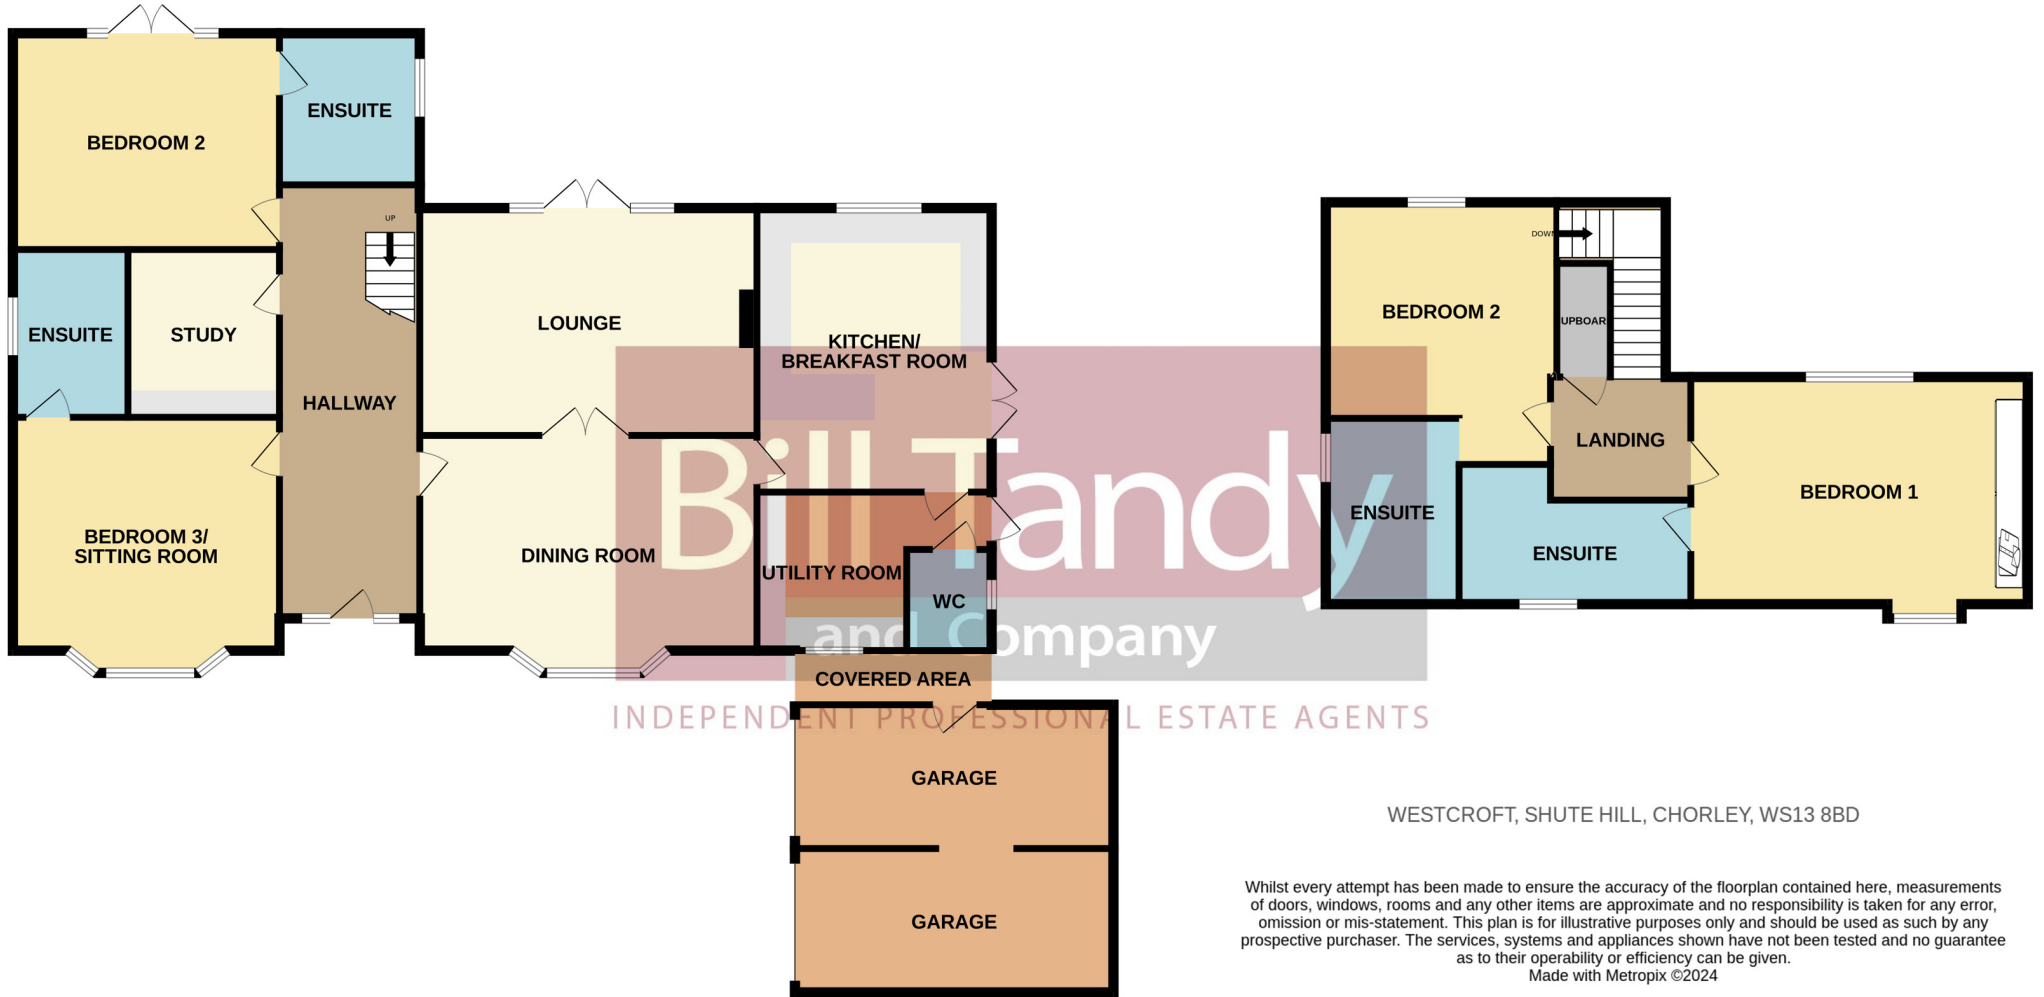 BEDROOM 2
ENSUITE
UP
ENSUITE
STUDY
HALLWAY
LOUNGE
KITCHEN/
BREAKFAST ROOM
BEDROOM 3/
SITTING ROOM
DINING ROOM
UTILITY ROOM
WC
COVERED AREA
GARAGE
GARAGE
BEDROOM 2
DOWN
UPBOAR
LANDING
BEDROOM 1
ENSUITE
ENSUITE
Bill Tandy
and Company
INDEPENDENT PROFESSIONAL ESTATE AGENTS
WESTCROFT, SHUTE HILL, CHORLEY, WS13 8BD
Whilst every attempt has been made to ensure the accuracy of the floorplan contained here, measurements
of doors, windows, rooms and any other items are approximate and no responsibility is taken for any error,
omission or mis-statement. This plan is for illustrative purposes only and should be used as such by any
prospective purchaser. The services, systems and appliances shown have not been tested and no guarantee
as to their operability or efficiency can be given.
Made with Metropix ©2024